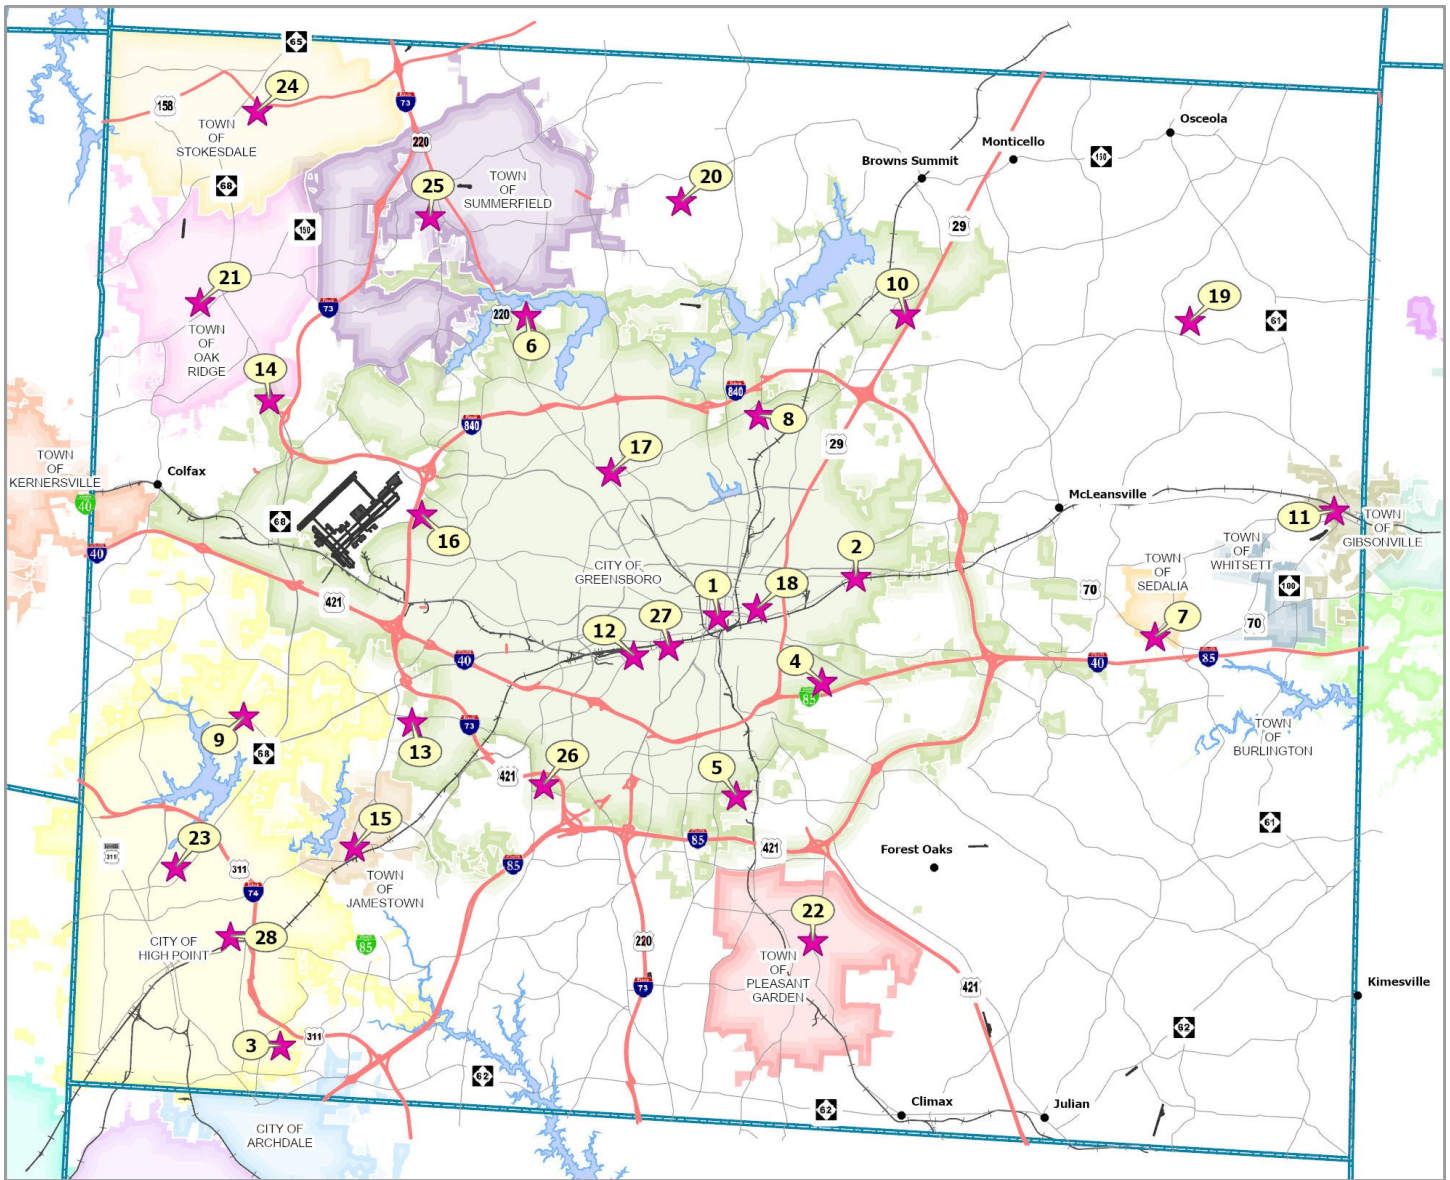 65
24
158
73
TOWN
OF
STOKESDALE
220
Osceola
Monticello
150
Browns Summit
68
25
TOWN
OF
SUMMERFIELD
20
150
29
21
10
19
73
220
61
TOWN
OF
OAK
RIDGE
6
14
840
840
8
17
29
TOWN
OF
KERNERSVILLE
Colfax
40
McLeansville
68
16
11
TOWN
OF
GIBSONVILLE
40
2
TOWN
OF
WHITSETT
CITY OF
GREENSBORO
TOWN
OF
SEDALIA
100
421
1
18
70
27
7
70
12
40
4
40
85
85
9
68
13
73
TOWN
OF
BURLINGTON
26
5
421
15
61
23
85
421
311
311
85
Forest Oaks
74
TOWN
OF
JAMESTOWN
22
28
CITY OF
HIGH POINT
85
220
TOWN
OF
PLEASANT
GARDEN
73
421
Kimesville
3
311
62
62
Climax
Julian
62
CITY OF
ARCHDALE